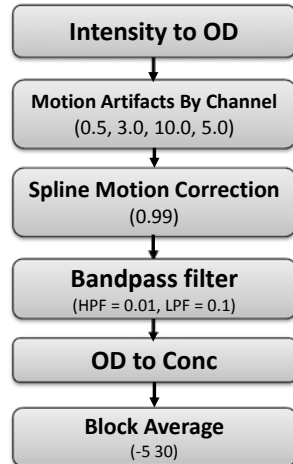 Intensity to OD
Motion Artifacts By Channel
(0.5, 3.0, 10.0, 5.0)
Spline Motion Correction
(0.99)
Bandpass filter
(HPF = 0.01, LPF = 0.1)
OD to Conc
Block Average
(-5 30)